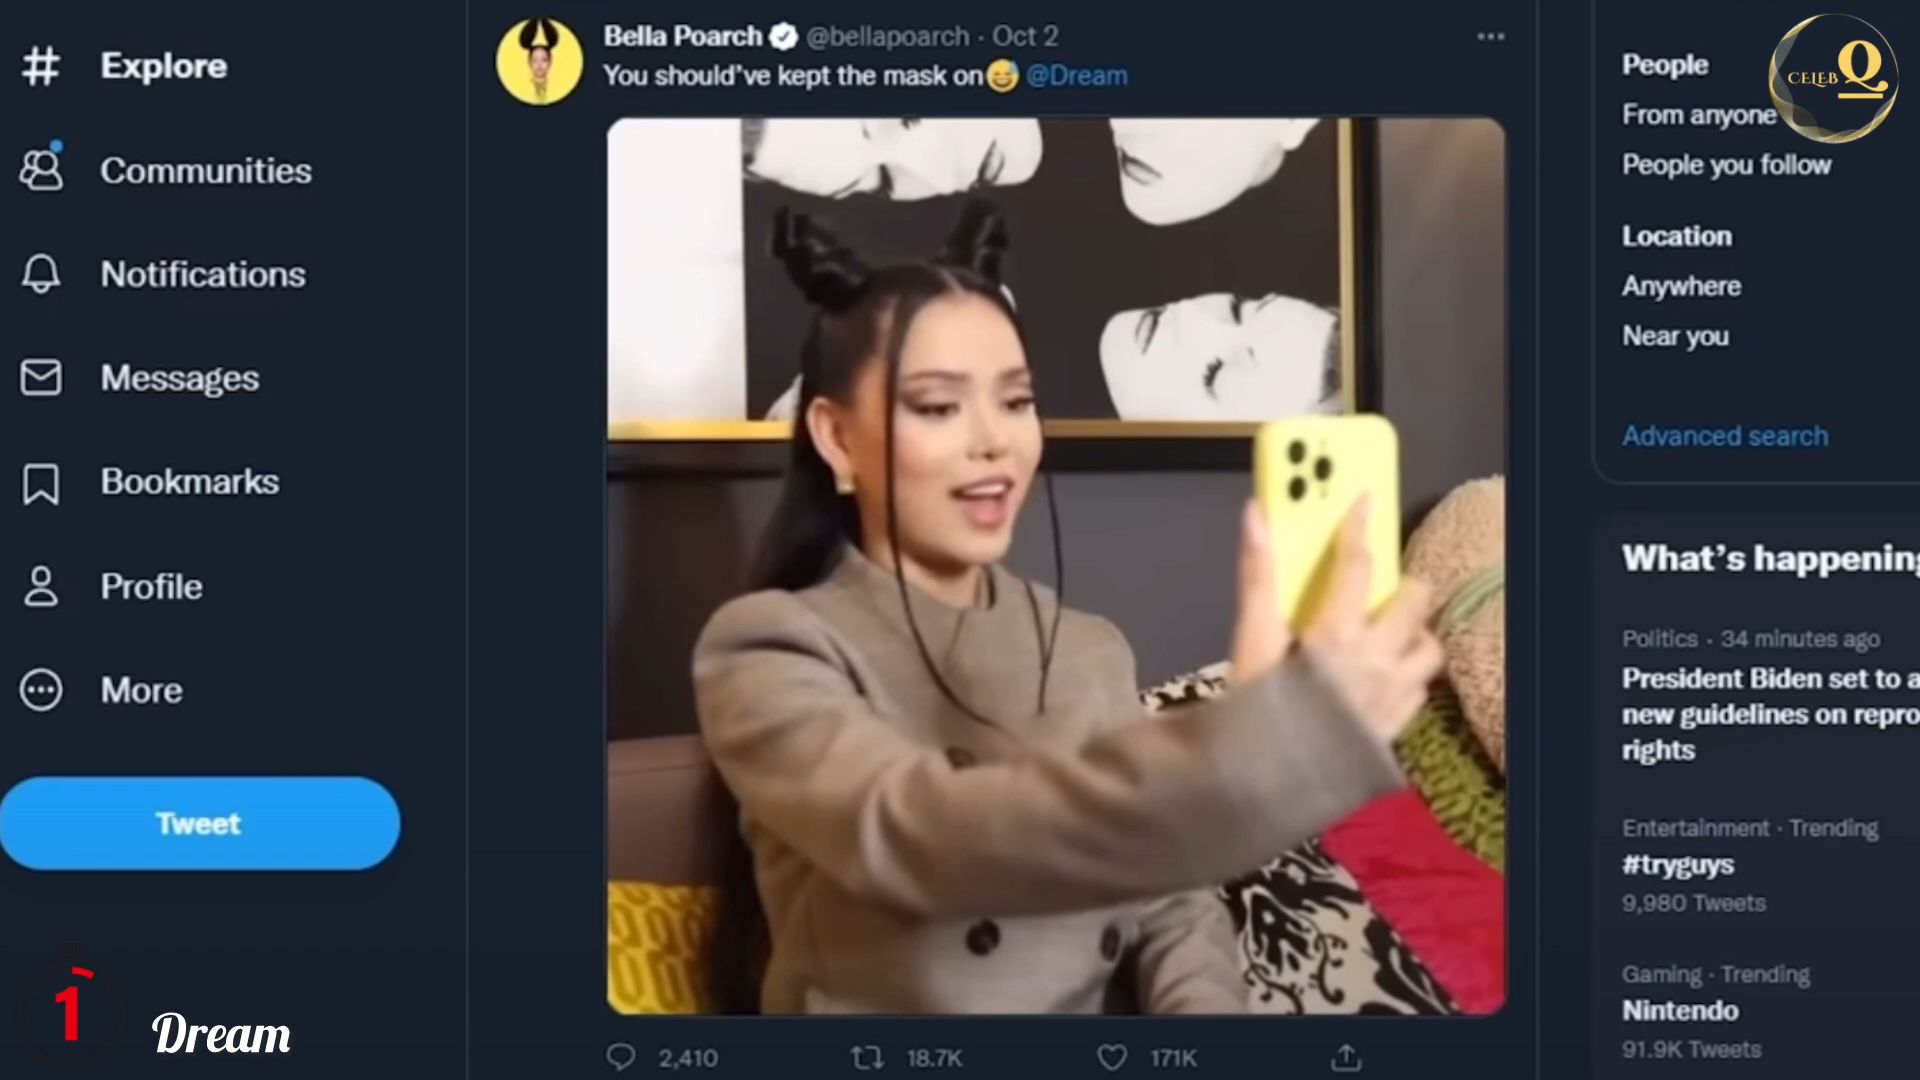 Explore
Communities
Notifications
Messages
Bookmarks
Profile
More
Tweet
1
Dream
Bella Poarch @bellapoarch · Oct 2
You should've kept the mask on😅 @Dream
2,410
18.7K
171K
People
From anyone
People you follow
Location
Anywhere
Near you
Advanced search
What's happening
Politics · 34 minutes ago
President Biden set to a
new guidelines on repro
rights
Entertainment · Trending
#tryguys
9,980 Tweets
Gaming · Trending
Nintendo
91.9K Tweets
CELEB Q